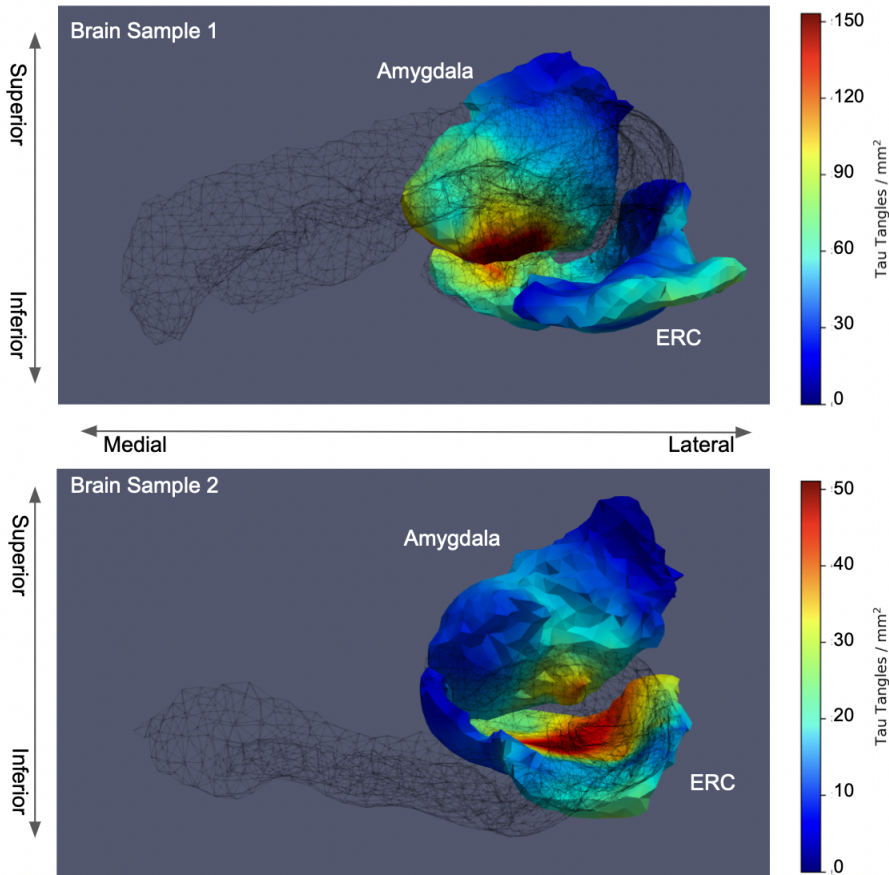 Brain Sample 1
Amygdala
ERC
Superior
Inferior
150
120
90
60
30
0
Tau Tangles / mm²
Medial
Lateral
Brain Sample 2
Amygdala
ERC
Superior
Inferior
50
40
30
20
10
0
Tau Tangles / mm²